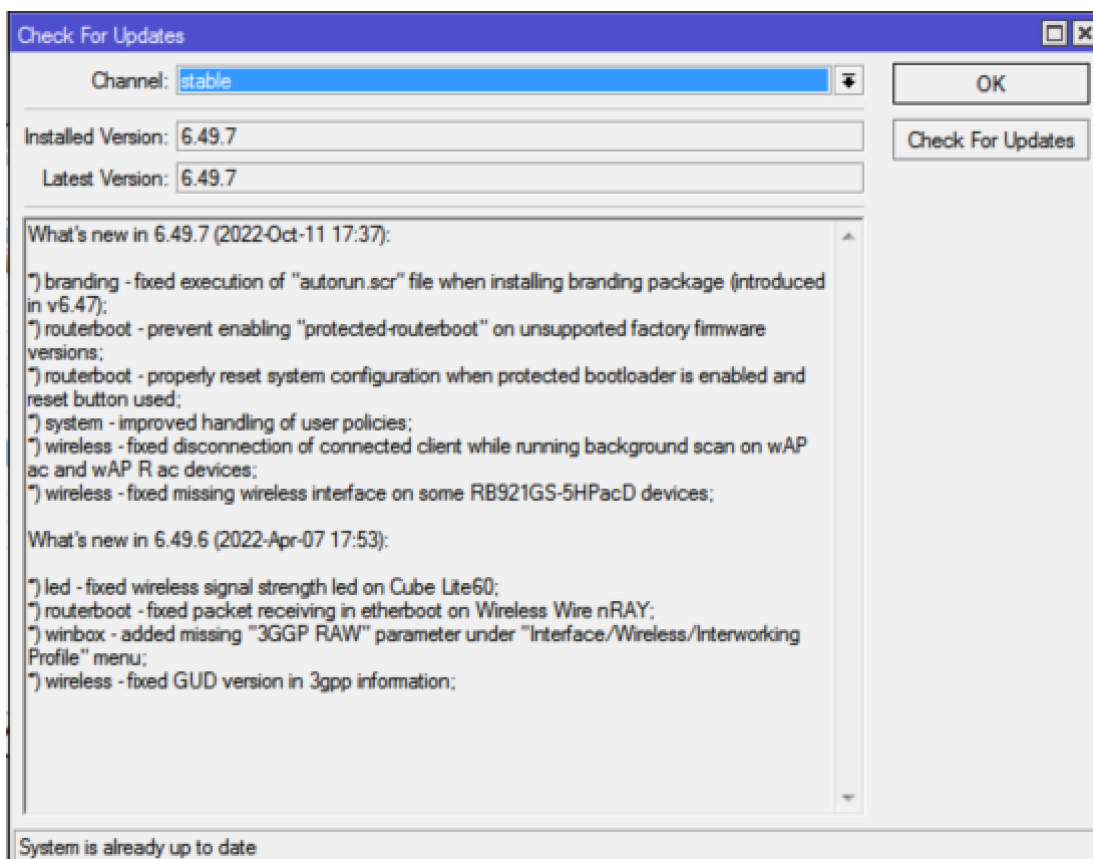 Check For Updates
Channel: stable
OK
Installed Version: 6.49.7
Check For Updates
Latest Version: 6.49.7
What's new in 6.49.7 (2022-Oct-11 17:37):
*) branding - fixed execution of "autorun.scr" file when installing branding package (introduced
in v6.47);
*) routerboot - prevent enabling "protected-routerboot" on unsupported factory firmware
versions;
*) routerboot - properly reset system configuration when protected bootloader is enabled and
reset button used;
*) system - improved handling of user policies;
*) wireless - fixed disconnection of connected client while running background scan on wAP
ac and wAP R ac devices;
*) wireless - fixed missing wireless interface on some RB921GS-5HPacD devices;
What's new in 6.49.6 (2022-Apr-07 17:53):
*) led - fixed wireless signal strength led on Cube Lite60;
*) routerboot - fixed packet receiving in etherboot on Wireless Wire nRAY;
*) winbox - added missing "3GGP RAW" parameter under "Interface/Wireless/Interworking
Profile" menu;
*) wireless - fixed GUD version in 3gpp information;
System is already up to date